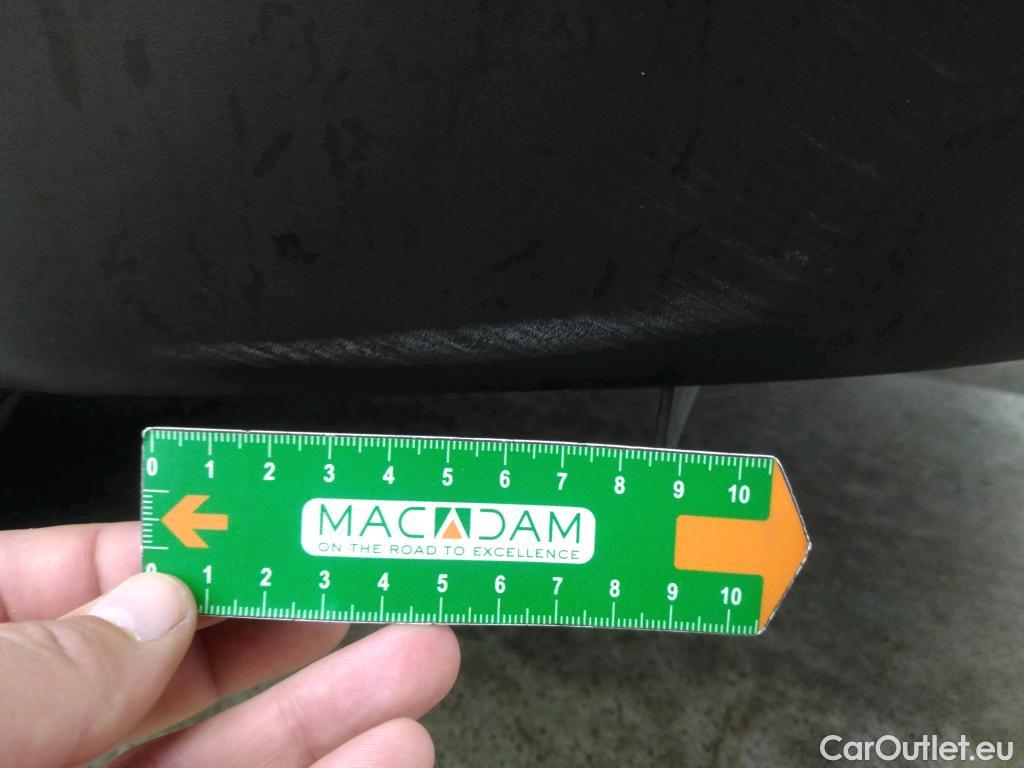 0 1 2 3 4 5 6 7 8 9 10
MACADAM
ON THE ROAD TO EXCELLENCE
0 1 2 3 4 5 6 7 8 9 10
CarOutlet.eu